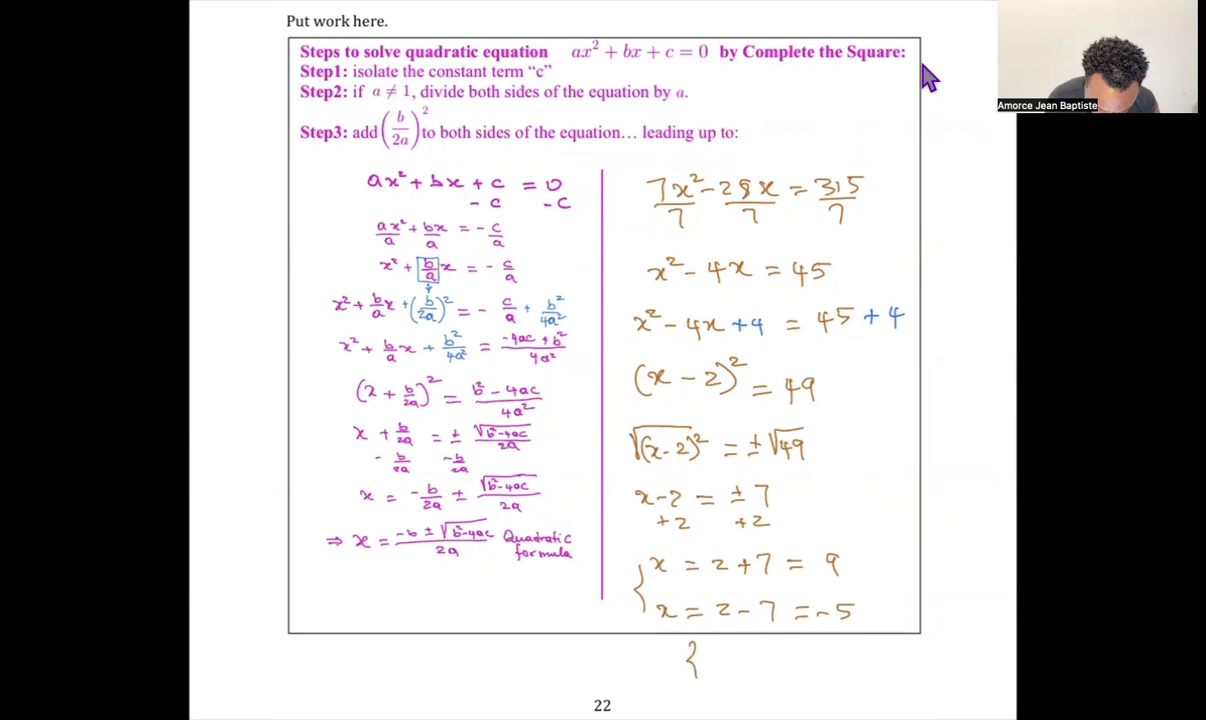 Put work here.
Steps to solve quadratic equation ax² + bx + c = 0 by Complete the Square:
Step1: isolate the constant term “c”
Step2: if a ≠ 1, divide both sides of the equation by a.
Step3: add (b/2a)² to both sides of the equation… leading up to:
ax² + bx + c = 0
- c - c
ax²/a + bx/a = - c/a
x² + b/a x = - c/a
x² + b/a x + (b/2a)² = - c/a + b²/4a²
x² + b/a x + b²/4a² = -4ac + b²/4a²
(x + b/2a)² = b² - 4ac/4a²
x + b/2a = ± √b²-4ac/2a
- b/2a - b/2a
x = - b/2a ± √b²-4ac/2a
⇒ x = -b ± √b²-4ac/2a Quadratic formula
7x²/7 - 28x/7 = 315/7
x² - 4x = 45
x² - 4x + 4 = 45 + 4
(x - 2)² = 49
√(x-2)² = ± √49
x - 2 = ± 7
+2 +2
{ x = 2 + 7 = 9
x = 2 - 7 = -5
{
22
Amorce Jean Baptiste